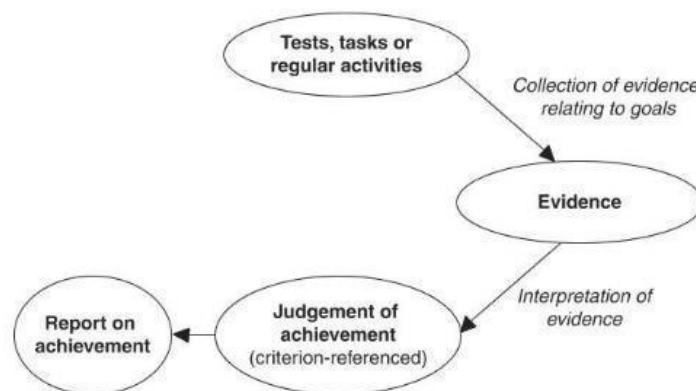 Tests, tasks or
regular activities
Collection of evidence
relating to goals
Evidence
Interpretation of
evidence
Judgement of
achievement
(criterion-referenced)
Report on
achievement